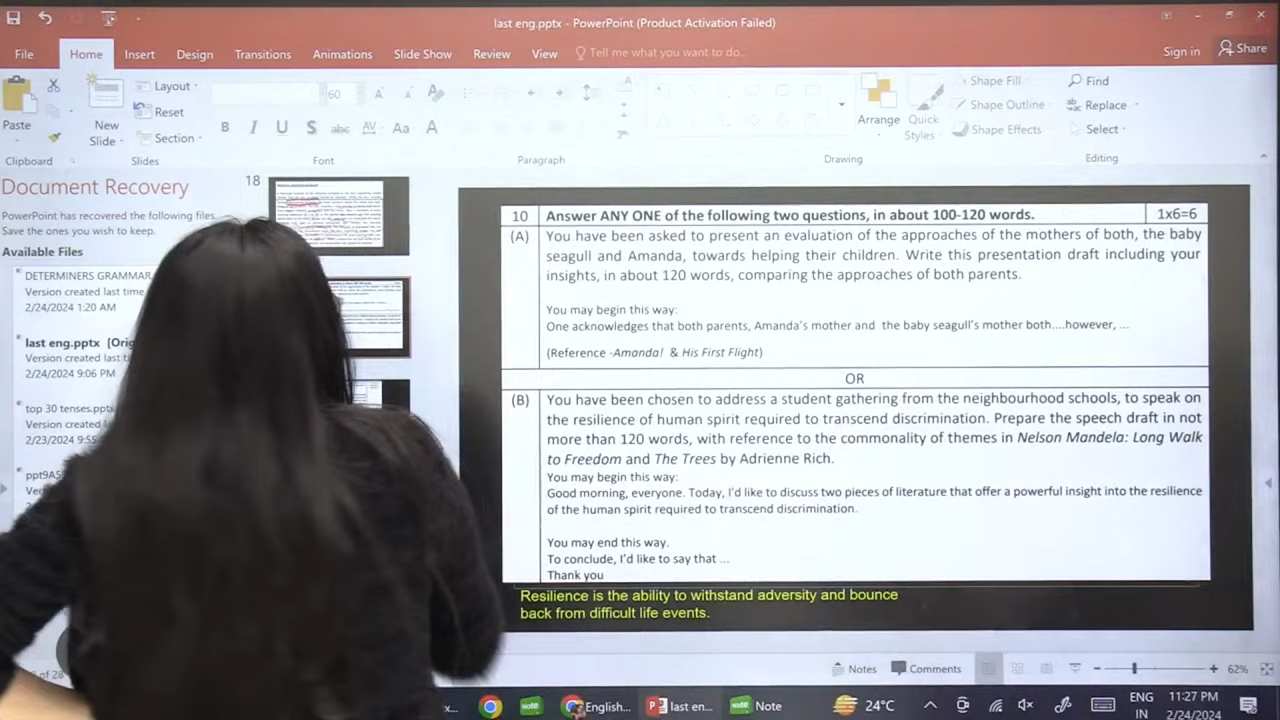 last eng.pptx - PowerPoint (Product Activation Failed)
File Home Insert Design Transitions Animations Slide Show Review View Tell me what you want to do... Sign in Share
Paste
New Slide
Layout
Reset
Section
60
B I U S abc AV Aa A
Arrange
Quick Styles
Shape Fill
Shape Outline
Shape Effects
Find
Replace
Select
Clipboard Slides Font Paragraph Drawing Editing
Document Recovery
covered the following files.
Save the ones you wish to keep.
Available Files
DETERMINERS GRAMMAR
Version created last time
2/24/2024 1:20 AM
last eng.pptx
Version created last
2/24/2024 9:06 PM
top 30 tenses.pptx
Version created
2/23/2024 9:55
18
10 Answer ANY ONE of the following two questions, in about 100-120 words. 1x6=6
(A) You have been asked to present an evaluation of the approaches of the mothers of both, the baby
seagull and Amanda, towards helping their children. Write this presentation draft including your
insights, in about 120 words, comparing the approaches of both parents.
You may begin this way:
One acknowledges that both parents, Amanda's mother and the baby seagull's mother both....however, ...
(Reference -Amanda! & His First Flight)
OR
(B) You have been chosen to address a student gathering from the neighbourhood schools, to speak on
the resilience of human spirit required to transcend discrimination. Prepare the speech draft in not
more than 120 words, with reference to the commonality of themes in Nelson Mandela: Long Walk
to Freedom and The Trees by Adrienne Rich.
You may begin this way:
Good morning, everyone. Today, I'd like to discuss two pieces of literature that offer a powerful insight into the resilience
of the human spirit required to transcend discrimination.
You may end this way.
To conclude, I'd like to say that ...
Thank you
Resilience is the ability to withstand adversity and bounce
back from difficult life events.
of 28
Notes Comments 62%
English... last en... Note 24°C ENG IN 11:27 PM 2/24/2024